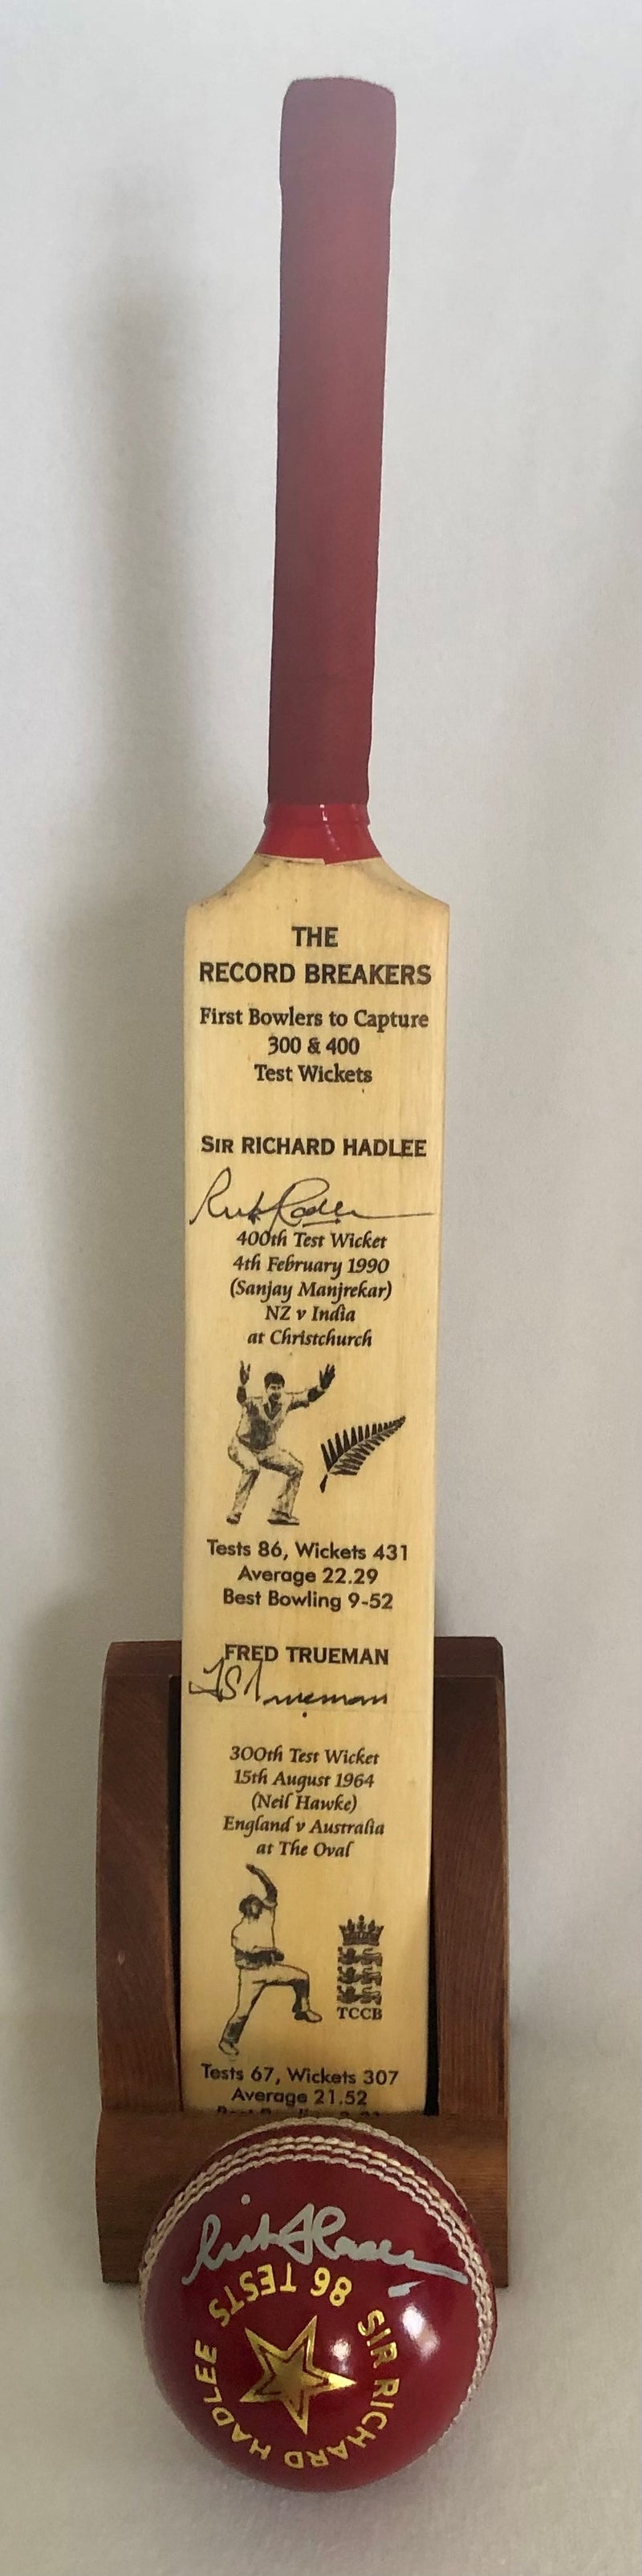 THE
RECORD BREAKERS
First Bowlers to Capture
300 & 400
Test Wickets
SIR RICHARD HADLEE
400th Test Wicket
4th February 1990
(Sanjay Manjrekar)
NZ v India
at Christchurch
Tests 86, Wickets 431
Average 22.29
Best Bowling 9-52
FRED TRUEMAN
FS Trueman
300th Test Wicket
15th August 1964
(Neil Hawke)
England v Australia
at The Oval
TCCB
Tests 67, Wickets 307
Average 21.52
86 TESTS
SIR RICHARD HADLEE